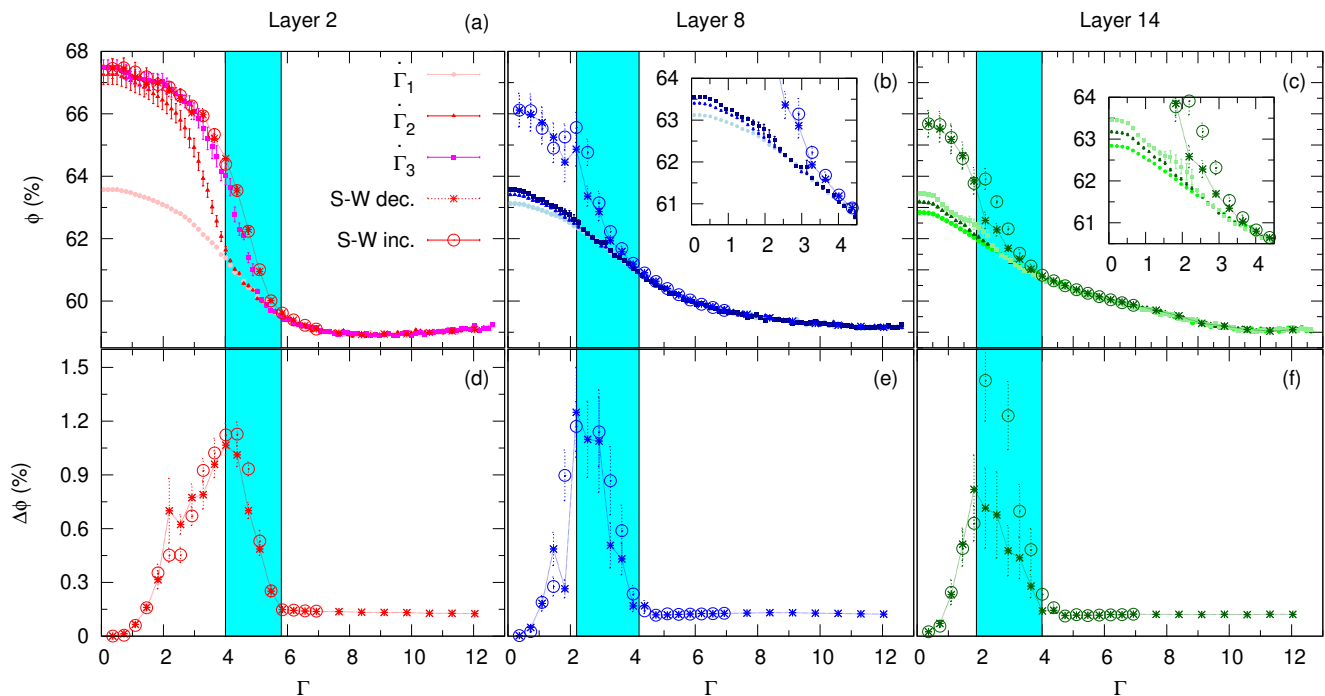 Layer 2 Layer 8 Layer 14
(a) (b) (c)
68
66
64
62
60
ϕ (%)
Γ̇₁
Γ̇₂
Γ̇₃
S-W dec.
S-W inc.
64
63
62
61
0 1 2 3 4
64
63
62
61
0 1 2 3 4
(d) (e) (f)
1.5
1.2
0.9
0.6
0.3
0
Δϕ (%)
0 2 4 6 8 10 12 0 2 4 6 8 10 12 0 2 4 6 8 10 12
Γ Γ Γ